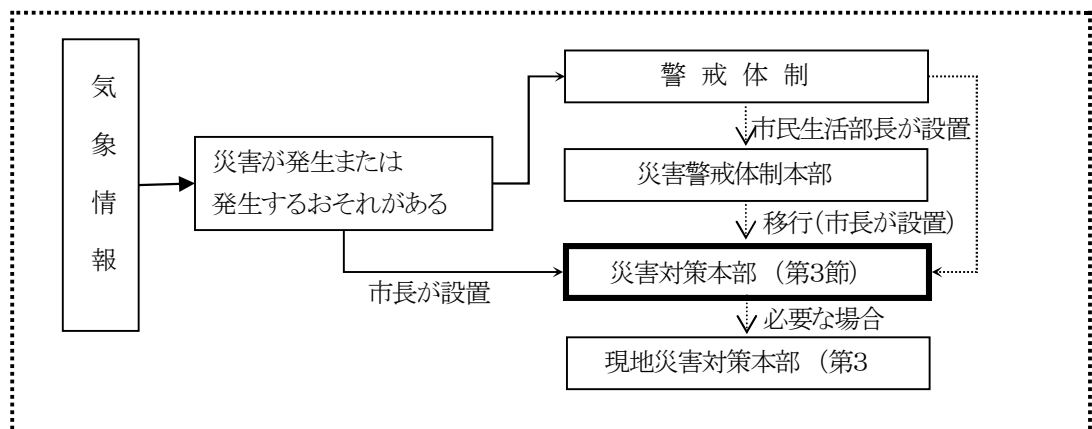 気象情報
災害が発生または
発生するおそれがある
市長が設置
警戒体制
市民生活部長が設置
災害警戒体制本部
移行(市長が設置)
災害対策本部 (第3節)
必要な場合
現地災害対策本部 (第3